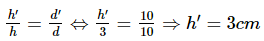 h'/h = d'/d ⇔ h'/3 = 10/10 ⇒ h' = 3cm